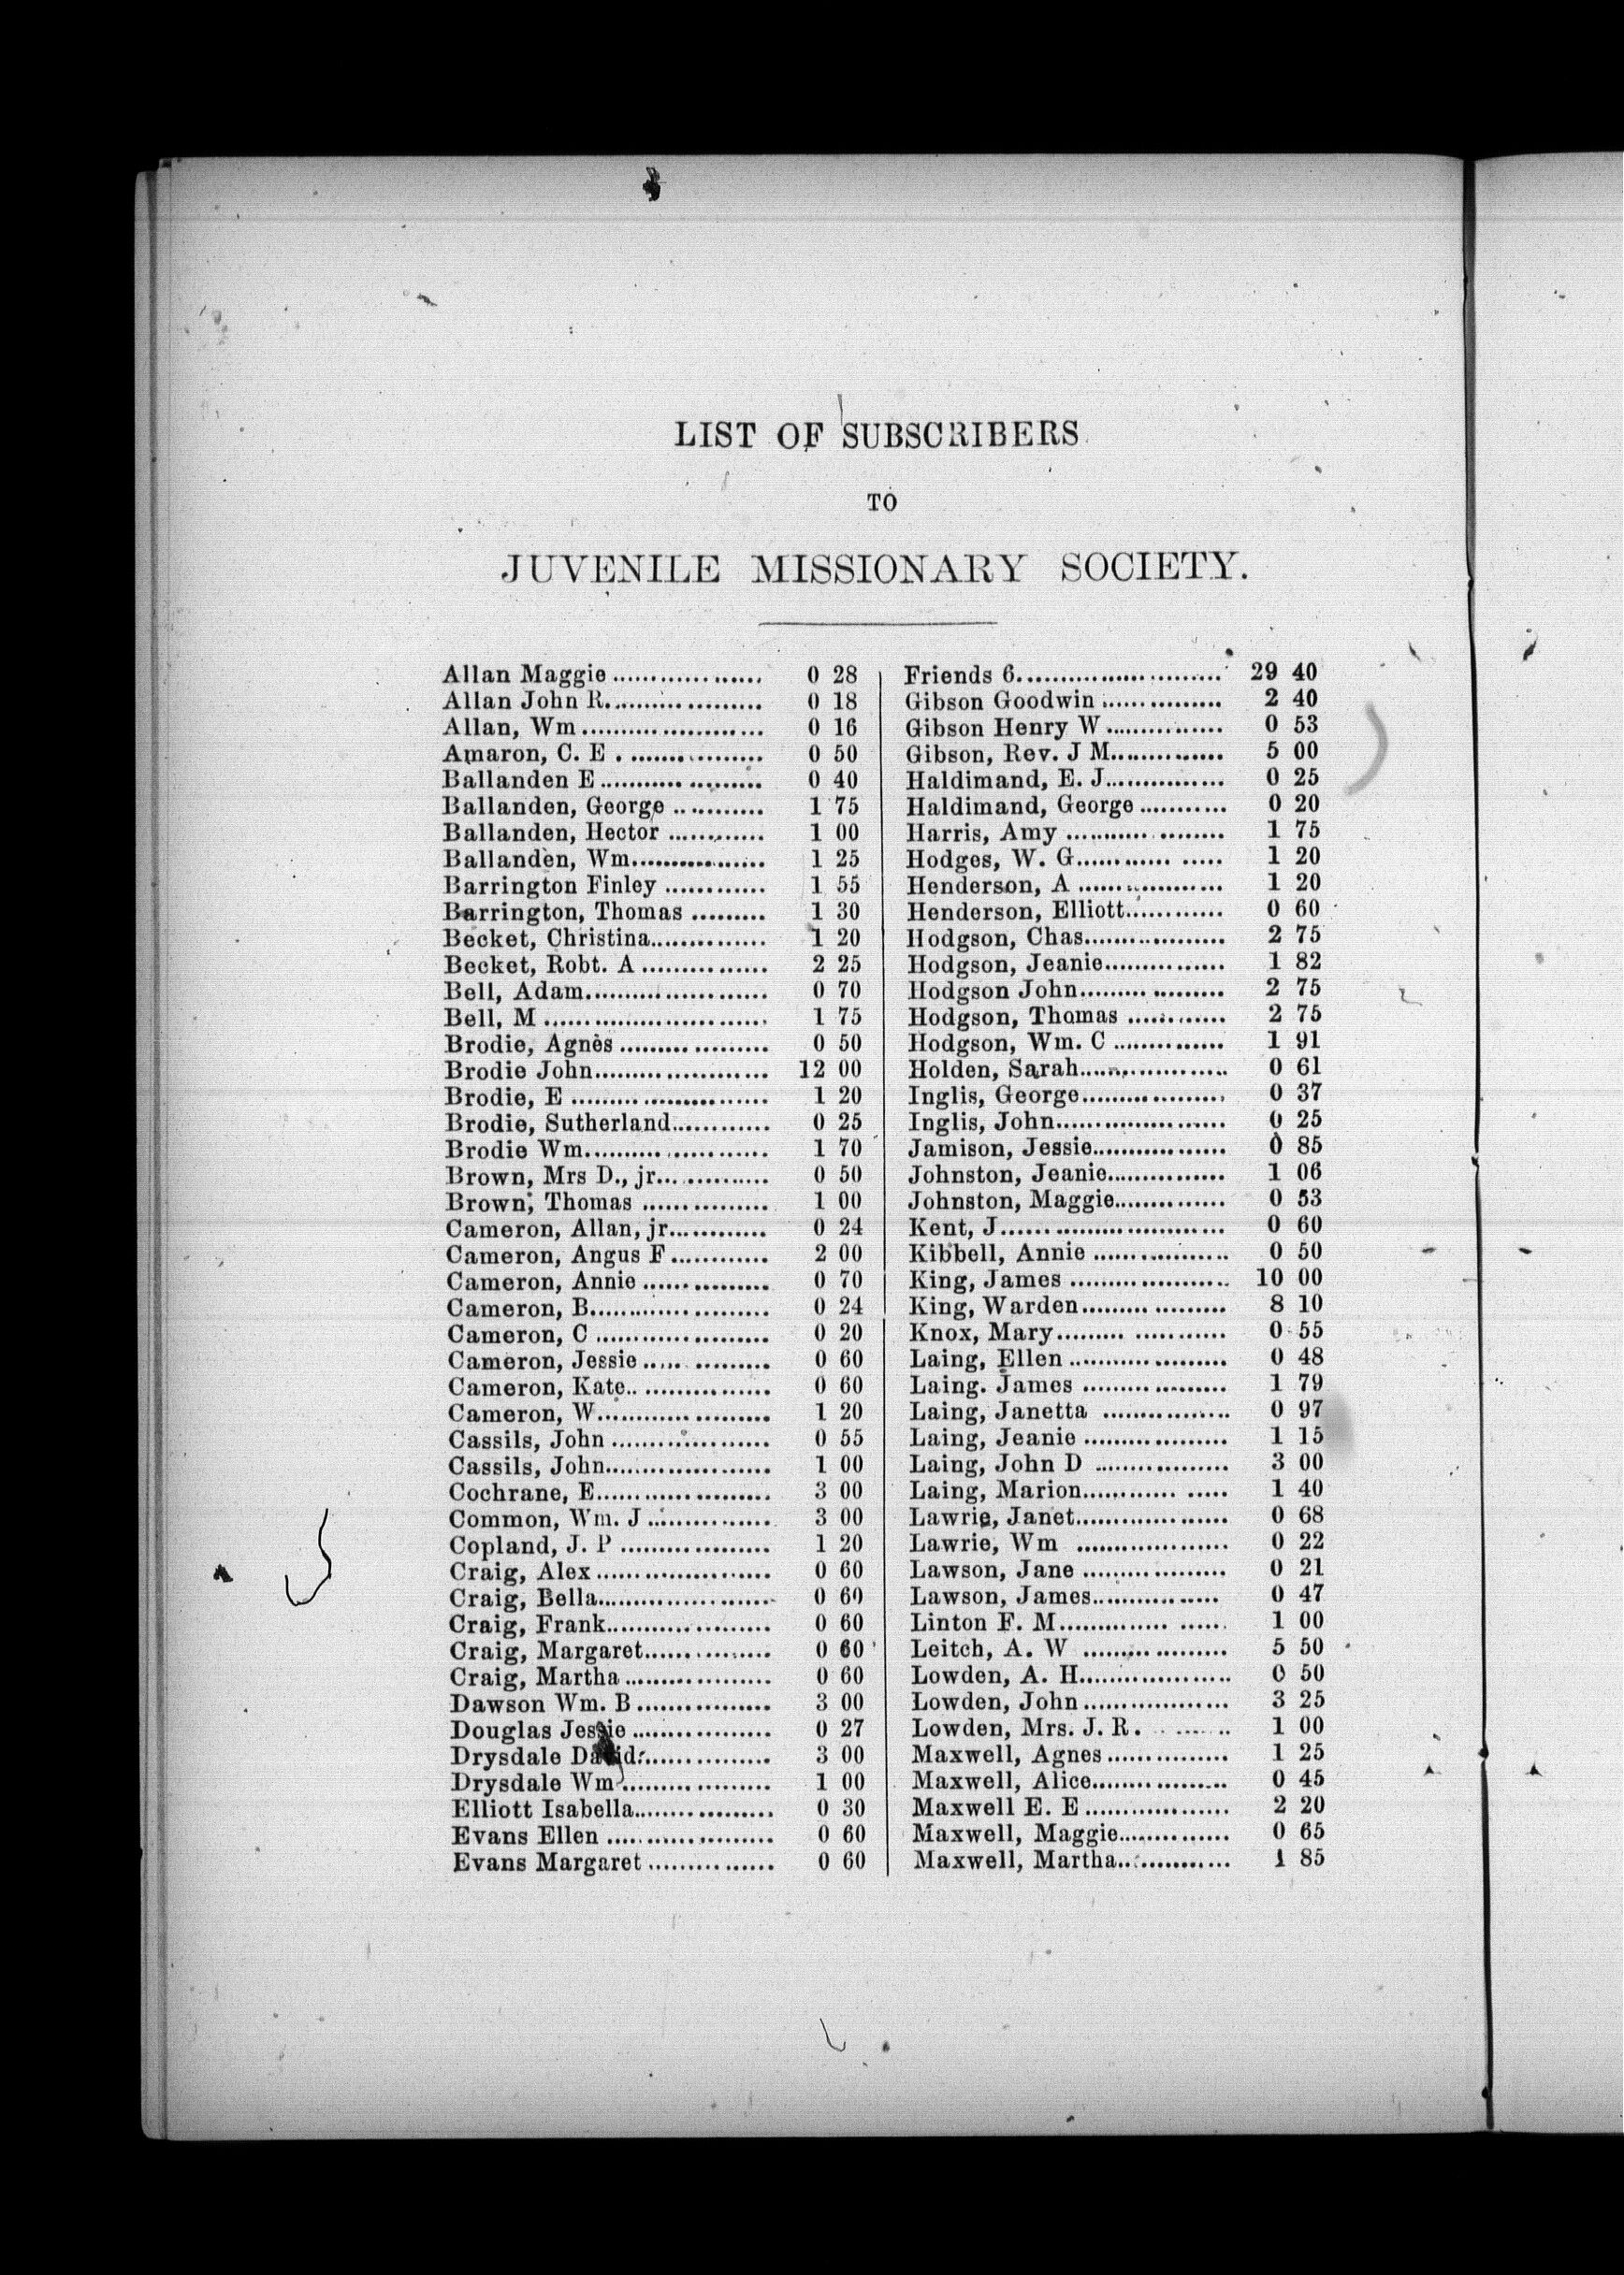 LIST OF SUBSCRIBERS
TO
JUVENILE MISSIONARY SOCIETY.
Allan Maggie .................. 0 28
Allan John R................... 0 18
Allan, Wm ..................... 0 16
Amaron, C. E . ................ 0 50
Ballanden E ................... 0 40
Ballanden, George ............ 1 75
Ballanden, Hector ............ 1 00
Ballanden, Wm................ 1 25
Barrington Finley ............ 1 55
Barrington, Thomas ......... 1 30
Becket, Christina.............. 1 20
Becket, Robt. A ............... 2 25
Bell, Adam..................... 0 70
Bell, M .......................... 1 75
Brodie, Agnes .................. 0 50
Brodie John..................... 12 00
Brodie, E ....................... 1 20
Brodie, Sutherland............ 0 25
Brodie Wm..................... 1 70
Brown, Mrs D., jr............. 0 50
Brown, Thomas ............... 1 00
Cameron, Allan, jr............ 0 24
Cameron, Angus F............ 2 00
Cameron, Annie ............... 0 70
Cameron, B..................... 0 24
Cameron, C .................... 0 20
Cameron, Jessie ............... 0 60
Cameron, Kate.. ............... 0 60
Cameron, W.................... 1 20
Cassils, John ................... 0 55
Cassils, John.................... 1 00
Cochrane, E..................... 3 00
Common, Wm. J ............... 3 00
Copland, J. P .................. 1 20
Craig, Alex ..................... 0 60
Craig, Bella..................... 0 60
Craig, Frank.................... 0 60
Craig, Margaret................ 0 60
Craig, Martha .................. 0 60
Dawson Wm. B ................ 3 00
Douglas Jessie ................. 0 27
Drysdale David................ 3 00
Drysdale Wm .................. 1 00
Elliott Isabella................. 0 30
Evans Ellen .................... 0 60
Evans Margaret ............... 0 60
Friends 6......................... 29 40
Gibson Goodwin ............... 2 40
Gibson Henry W ............... 0 53
Gibson, Rev. J M.............. 5 00
Haldimand, E. J............... 0 25
Haldimand, George ........... 0 20
Harris, Amy .................... 1 75
Hodges, W. G.................. 1 20
Henderson, A .................. 1 20
Henderson, Elliott............ 0 60
Hodgson, Chas................. 2 75
Hodgson, Jeanie............... 1 82
Hodgson John.................. 2 75
Hodgson, Thomas ............ 2 75
Hodgson, Wm. C .............. 1 91
Holden, Sarah.................. 0 61
Inglis, George.................. 0 37
Inglis, John..................... 0 25
Jamison, Jessie................. 0 85
Johnston, Jeanie............... 1 06
Johnston, Maggie.............. 0 53
Kent, J........................... 0 60
Kibbell, Annie ................. 0 50
King, James .................... 10 00
King, Warden.................. 8 10
Knox, Mary..................... 0 55
Laing, Ellen .................... 0 48
Laing. James ................... 1 79
Laing, Janetta ................. 0 97
Laing, Jeanie ................... 1 15
Laing, John D ................. 3 00
Laing, Marion.................. 1 40
Lawrie, Janet................... 0 68
Lawrie, Wm ................... 0 22
Lawson, Jane .................. 0 21
Lawson, James................. 0 47
Linton F. M.................... 1 00
Leitch, A. W ................... 5 50
Lowden, A. H.................. 0 50
Lowden, John .................. 3 25
Lowden, Mrs. J. R. .......... 1 00
Maxwell, Agnes ............... 1 25
Maxwell, Alice................. 0 45
Maxwell E. E .................. 2 20
Maxwell, Maggie.............. 0 65
Maxwell, Martha.............. 1 85